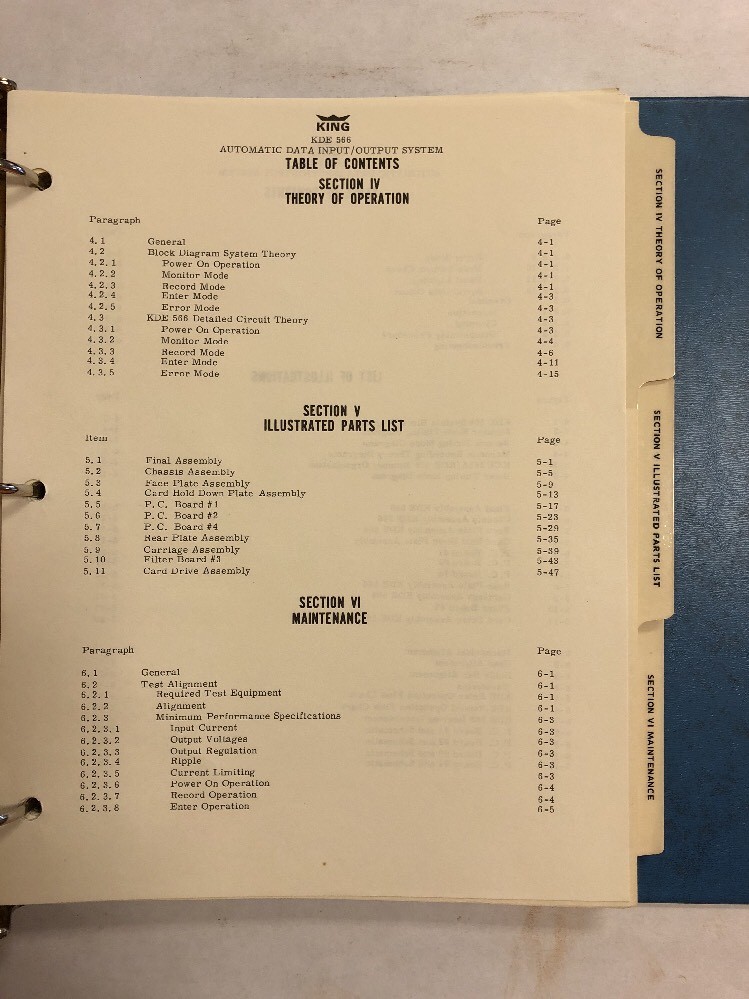 KING
KDE 566
AUTOMATIC DATA INPUT/OUTPUT SYSTEM
TABLE OF CONTENTS
SECTION IV
THEORY OF OPERATION
Paragraph Page
4.1 General 4-1
4.2 Block Diagram System Theory 4-1
4.2.1 Power On Operation 4-1
4.2.2 Monitor Mode 4-1
4.2.3 Record Mode 4-1
4.2.4 Enter Mode 4-3
4.2.5 Error Mode 4-3
4.3 KDE 566 Detailed Circuit Theory 4-3
4.3.1 Power On Operation 4-3
4.3.2 Monitor Mode 4-4
4.3.3 Record Mode 4-6
4.3.4 Enter Mode 4-11
4.3.5 Error Mode 4-15
SECTION V
ILLUSTRATED PARTS LIST
Item Page
5.1 Final Assembly 5-1
5.2 Chassis Assembly 5-5
5.3 Face Plate Assembly 5-9
5.4 Card Hold Down Plate Assembly 5-13
5.5 P.C. Board #1 5-17
5.6 P.C. Board #2 5-23
5.7 P.C. Board #4 5-29
5.8 Rear Plate Assembly 5-35
5.9 Carriage Assembly 5-39
5.10 Filter Board #3 5-43
5.11 Card Drive Assembly 5-47
SECTION VI
MAINTENANCE
Paragraph Page
6.1 General 6-1
6.2 Test Alignment 6-1
6.2.1 Required Test Equipment 6-1
6.2.2 Alignment 6-1
6.2.3 Minimum Performance Specifications 6-3
6.2.3.1 Input Current 6-3
6.2.3.2 Output Voltages 6-3
6.2.3.3 Output Regulation 6-3
6.2.3.4 Ripple 6-3
6.2.3.5 Current Limiting 6-3
6.2.3.6 Power On Operation 6-4
6.2.3.7 Record Operation 6-4
6.2.3.8 Enter Operation 6-5
SECTION IV THEORY OF OPERATION
SECTION V ILLUSTRATED PARTS LIST
SECTION VI MAINTENANCE